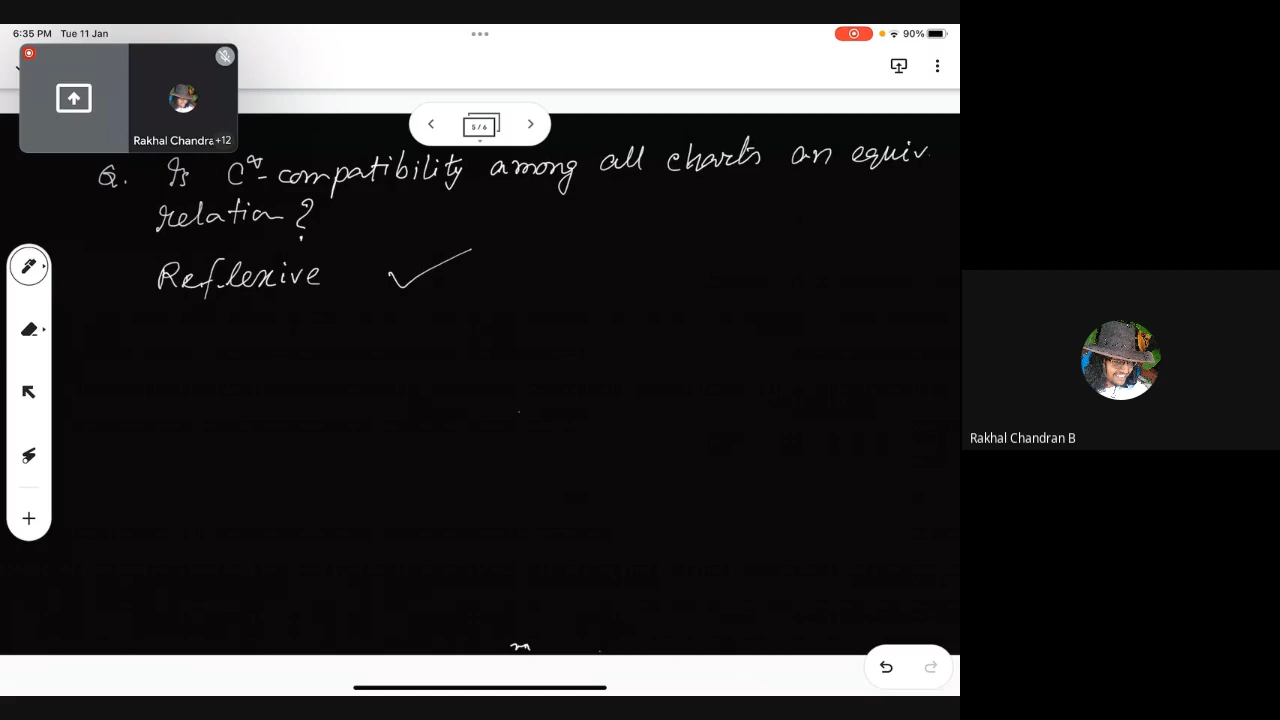 6:35 PM Tue 11 Jan
90%
Rakhal Chandra +12
5 / 6
Q. Is C-compatibility among all charts an equiv.
relation?
Reflexive ✓
Rakhal Chandran B